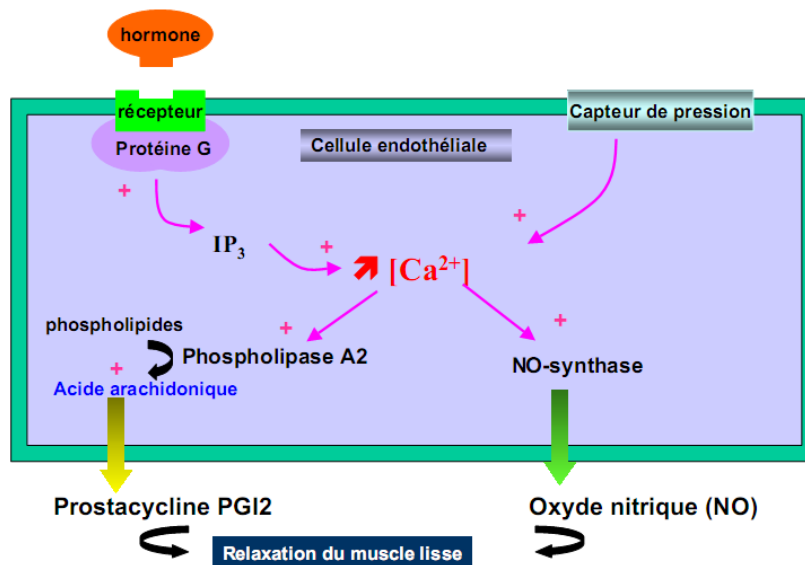 hormone
récepteur
Protéine G
Cellule endothéliale
Capteur de pression
+
+
IP₃
+
[Ca²⁺]
+
+
phospholipides
Phospholipase A2
NO-synthase
+
Acide arachidonique
Prostacycline PGI2
Oxyde nitrique (NO)
Relaxation du muscle lisse